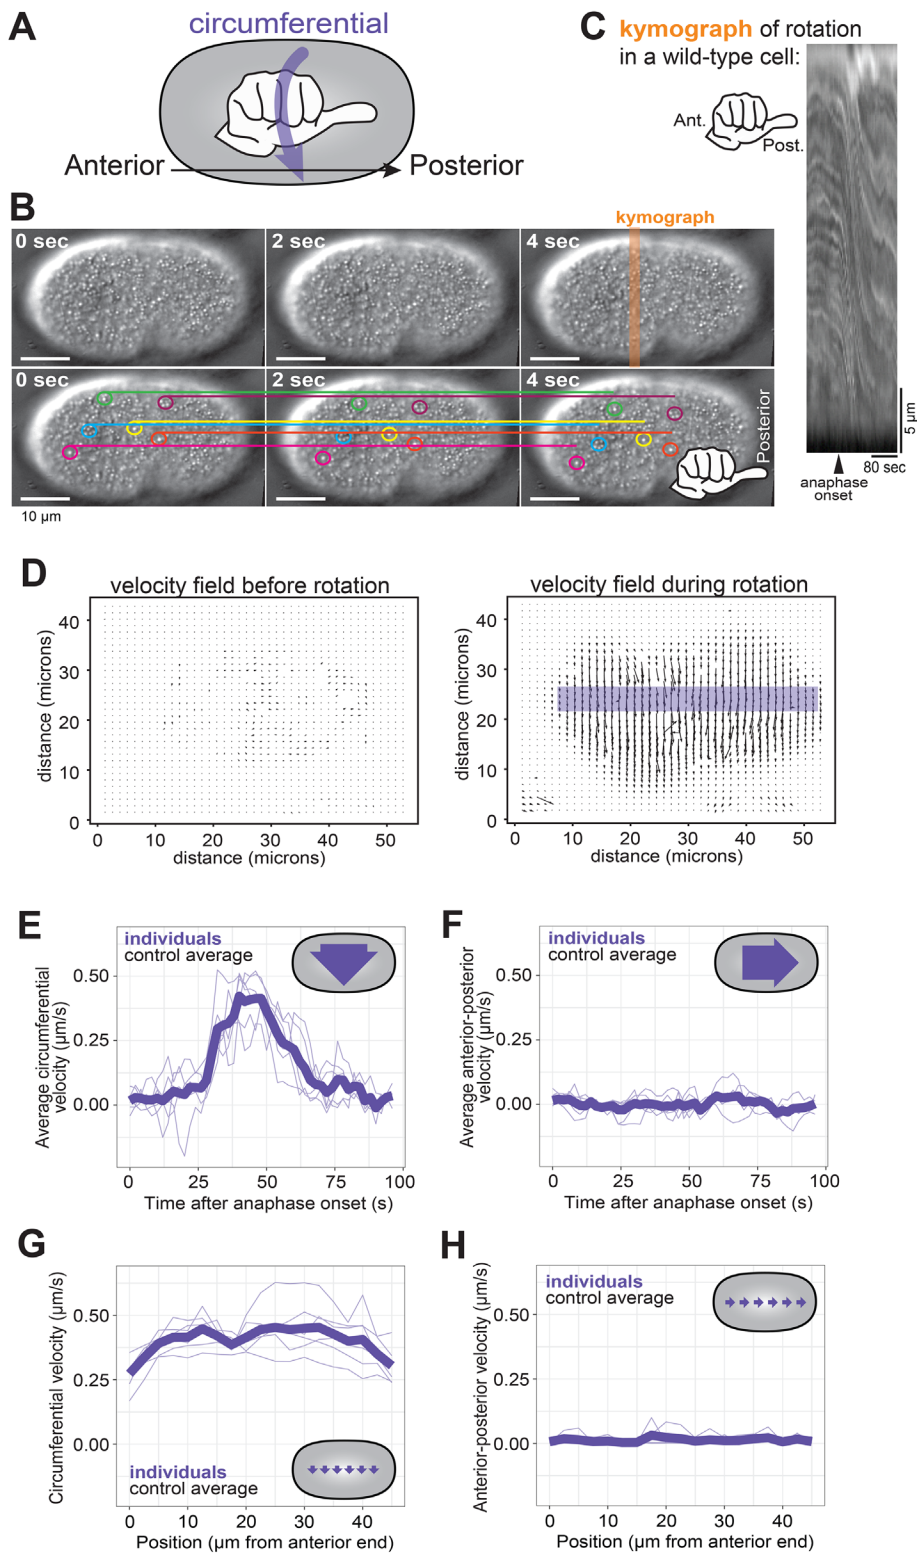 A
circumferential
Anterior
Posterior
C
kymograph of rotation
in a wild-type cell:
Ant.
Post.
5 µm
80 sec
anaphase
onset
B
kymograph
0 sec
2 sec
4 sec
0 sec
2 sec
4 sec
Posterior
10 µm
D
velocity field before rotation
distance (microns)
40
30
20
10
0
0 10 20 30 40 50
distance (microns)
velocity field during rotation
distance (microns)
40
30
20
10
0
0 10 20 30 40 50
distance (microns)
E
individuals
control average
Average circumferential
velocity (µm/s)
0.50
0.25
0.00
0 25 50 75 100
Time after anaphase onset (s)
F
individuals
control average
Average anterior-posterior
velocity (µm/s)
0.50
0.25
0.00
0 25 50 75 100
Time after anaphase onset (s)
G
Circumferential velocity (µm/s)
0.50
0.25
0.00
individuals
control average
0 10 20 30 40
Position (µm from anterior end)
H
individuals
control average
Anterior-posterior velocity (µm/s)
0.50
0.25
0.00
0 10 20 30 40
Position (µm from anterior end)